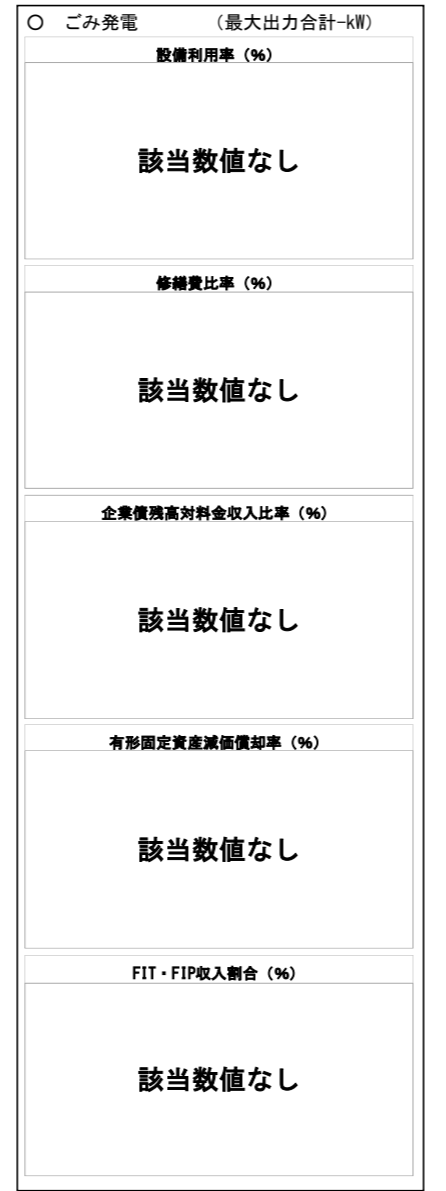 〇 ごみ発電 (最大出力合計-kW)
設備利用率（％）
該当数値なし
修繕費比率（％）
該当数値なし
企業債残高対料金収入比率（％）
該当数値なし
有形固定資産減価償却率（％）
該当数値なし
FIT・FIP収入割合（％）
該当数値なし